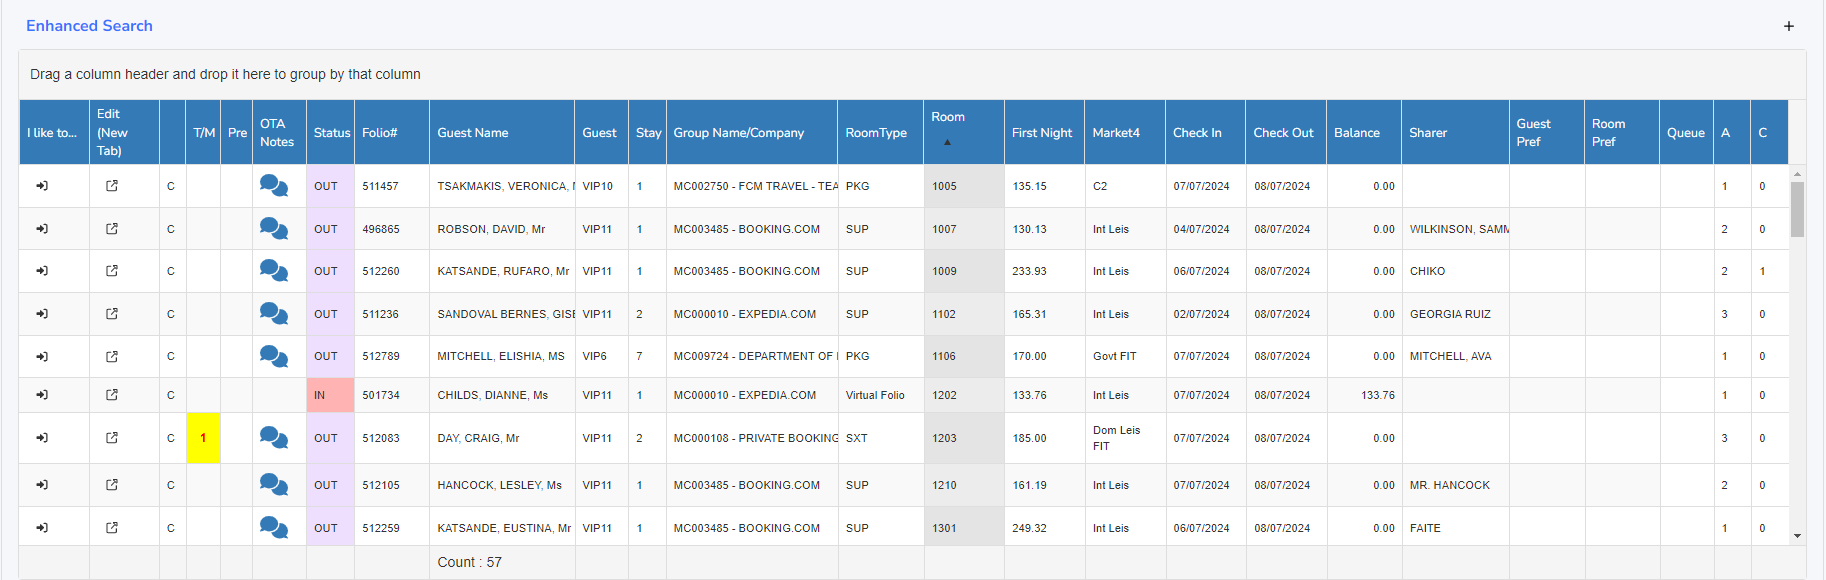 Enhanced Search +
Drag a column header and drop it here to group by that column
I like to... Edit (New Tab) T/M Pre OTA Notes Status Folio# Guest Name Guest Stay Group Name/Company RoomType Room ▲ First Night Market4 Check In Check Out Balance Sharer Guest Pref Room Pref Queue A C
C OUT 511457 TSAKMAKIS, VERONICA, VIP10 1 MC002750 - FCM TRAVEL - TEA PKG 1005 135.15 C2 07/07/2024 08/07/2024 0.00 1 0
C OUT 496865 ROBSON, DAVID, Mr VIP11 1 MC003485 - BOOKING.COM SUP 1007 130.13 Int Leis 04/07/2024 08/07/2024 0.00 WILKINSON, SAMM 2 0
C OUT 512260 KATSANDE, RUFARO, Mr VIP11 1 MC003485 - BOOKING.COM SUP 1009 233.93 Int Leis 06/07/2024 08/07/2024 0.00 CHIKO 2 1
C OUT 511236 SANDOVAL BERNES, GISE VIP11 2 MC000010 - EXPEDIA.COM SUP 1102 165.31 Int Leis 02/07/2024 08/07/2024 0.00 GEORGIA RUIZ 3 0
C OUT 512789 MITCHELL, ELISHIA, MS VIP6 7 MC009724 - DEPARTMENT OF PKG 1106 170.00 Govt FIT 07/07/2024 08/07/2024 0.00 MITCHELL, AVA 1 0
C IN 501734 CHILDS, DIANNE, Ms VIP11 1 MC000010 - EXPEDIA.COM Virtual Folio 1202 133.76 Int Leis 07/07/2024 08/07/2024 133.76 1 0
C 1 OUT 512083 DAY, CRAIG, Mr VIP11 2 MC000108 - PRIVATE BOOKING SXT 1203 185.00 Dom Leis FIT 07/07/2024 08/07/2024 0.00 3 0
C OUT 512105 HANCOCK, LESLEY, Ms VIP11 1 MC003485 - BOOKING.COM SUP 1210 161.19 Int Leis 07/07/2024 08/07/2024 0.00 MR. HANCOCK 2 0
C OUT 512259 KATSANDE, EUSTINA, Mr VIP11 1 MC003485 - BOOKING.COM SUP 1301 249.32 Int Leis 06/07/2024 08/07/2024 0.00 FAITE 1 0
Count : 57